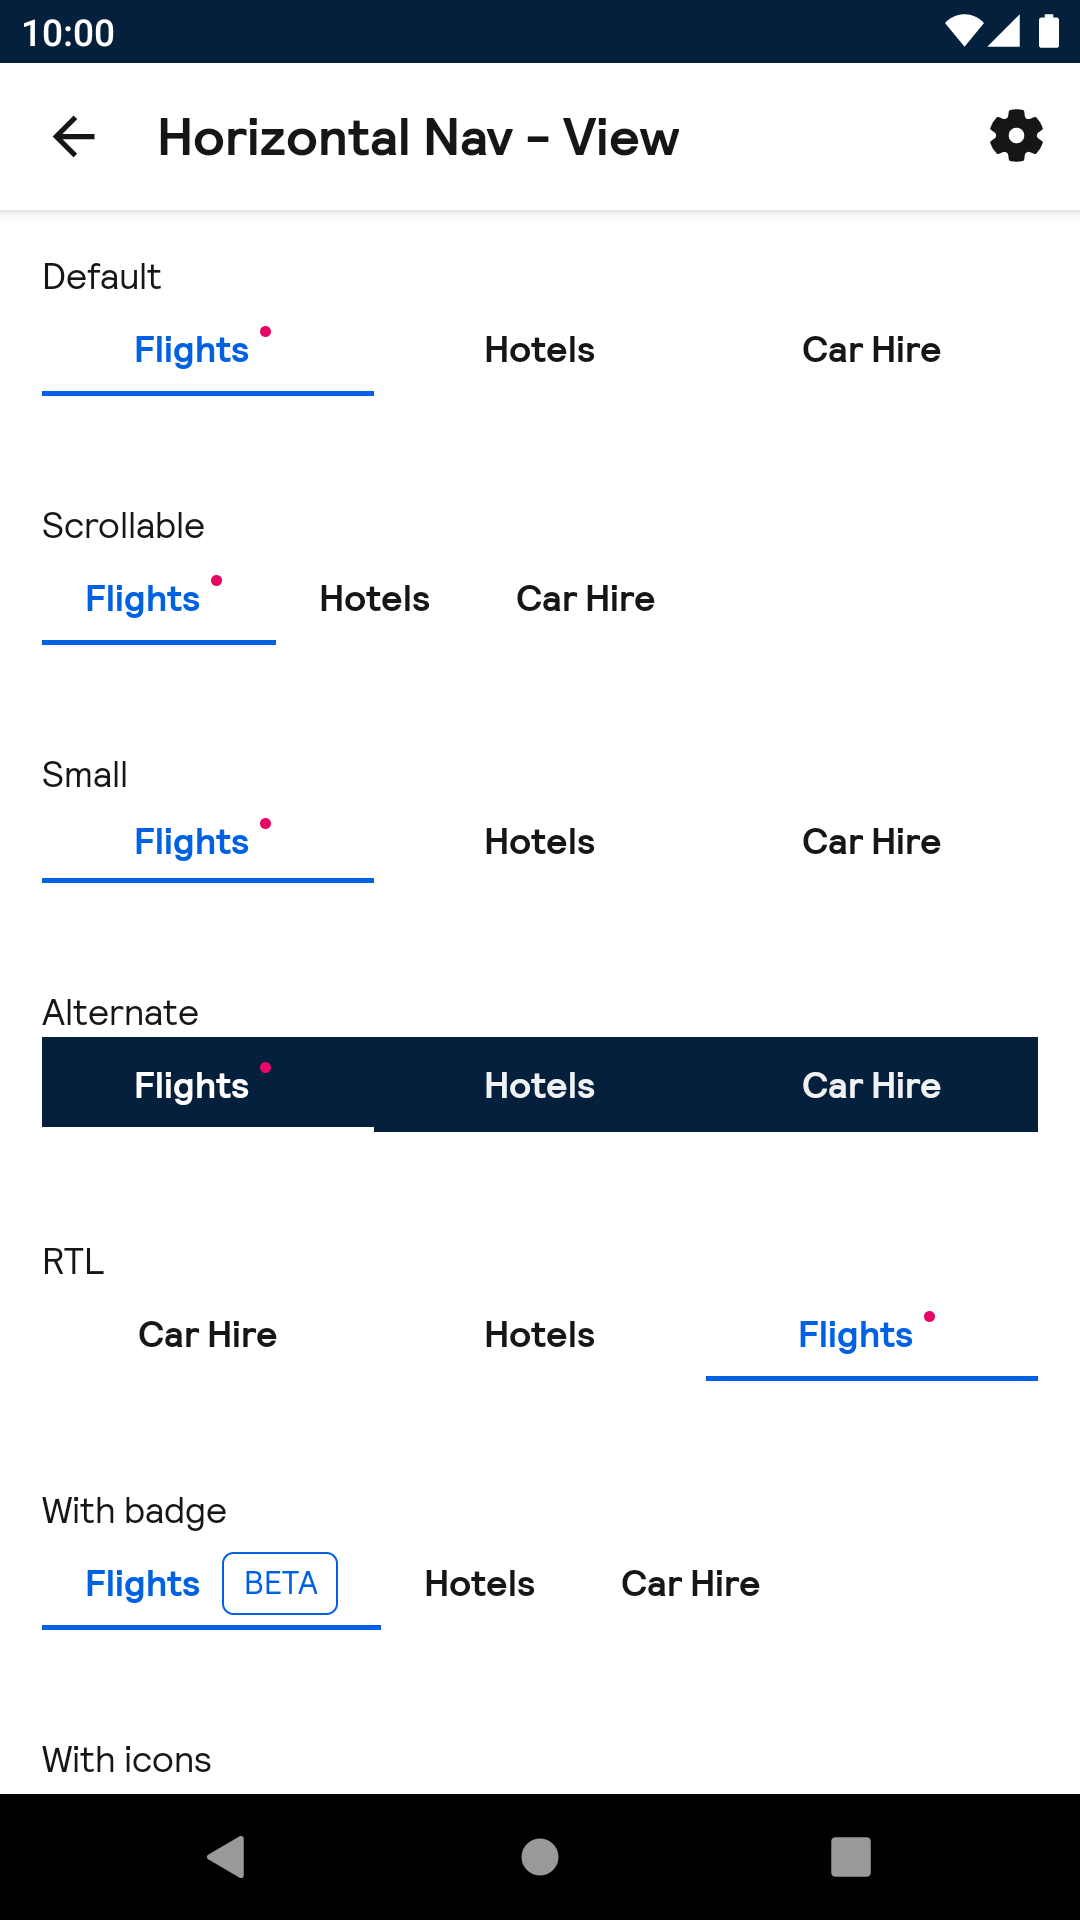 10:00
Horizontal Nav - View
Default
Flights Hotels Car Hire
Scrollable
Flights Hotels Car Hire
Small
Flights Hotels Car Hire
Alternate
Flights Hotels Car Hire
RTL
Car Hire Hotels Flights
With badge
Flights BETA Hotels Car Hire
With icons